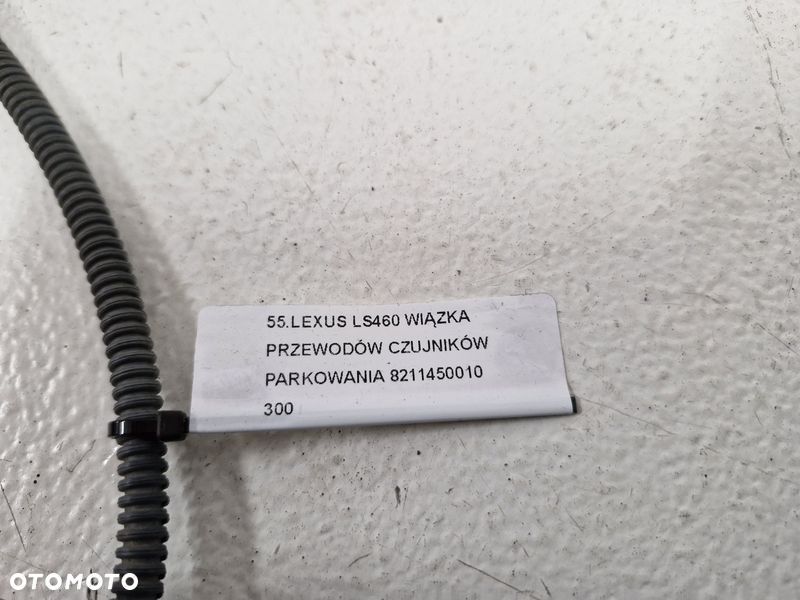 55.LEXUS LS460 WIĄZKA
PRZEWODÓW CZUJNIKÓW
PARKOWANIA 8211450010
300
OTOMOTO